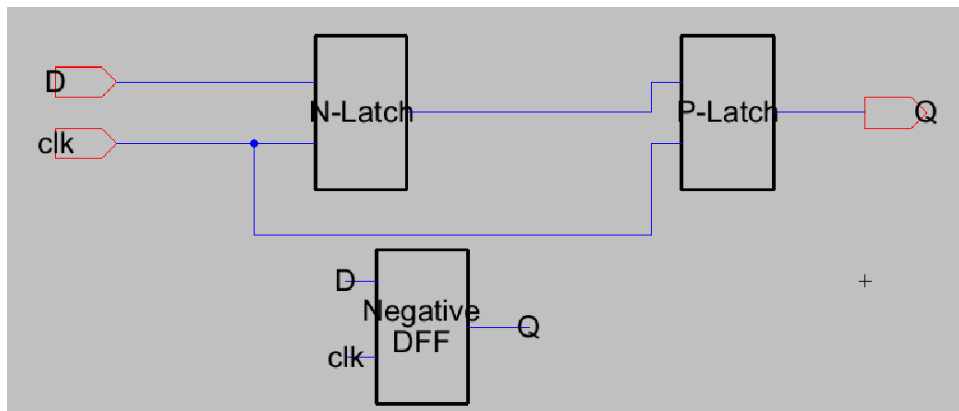 D
N-Latch
P-Latch
Q
clk
D
Negative
DFF
Q
clk